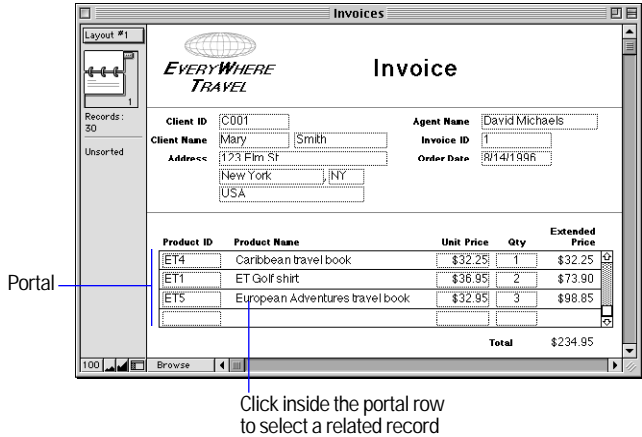 Invoices
Layout #1
1
Records:
30
Unsorted
EVERYWHERE
TRAVEL
Invoice
Client ID C001 Agent Name David Michaels
Client Name Mary Smith Invoice ID 1
Address 123 Elm St Order Date 8/14/1996
New York , NY
USA
Product ID Product Name Unit Price Qty Extended Price
ET4 Caribbean travel book $32.25 1 $32.25
ET1 ET Golf shirt $36.95 2 $73.90
ET5 European Adventures travel book $32.95 3 $98.85
Total $234.95
Portal
100 Browse
Click inside the portal row
to select a related record